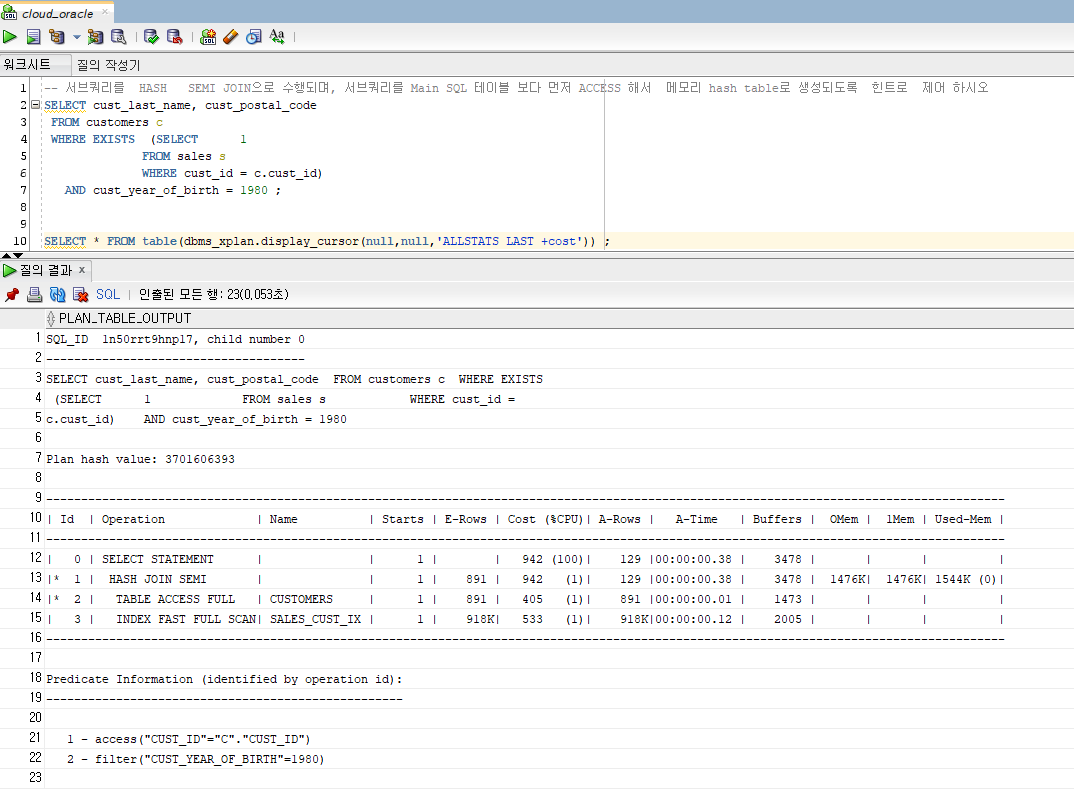 cloud_oracle
워크시트 질의 작성기
1 -- 서브쿼리를 HASH SEMI JOIN으로 수행되며, 서브쿼리를 Main SQL 테이블 보다 먼저 ACCESS 해서 메모리 hash table로 생성되도록 힌트로 제어 하시오
2 SELECT cust_last_name, cust_postal_code
3 FROM customers c
4 WHERE EXISTS (SELECT 1
5 FROM sales s
6 WHERE cust_id = c.cust_id)
7 AND cust_year_of_birth = 1980 ;
8
9
10 SELECT * FROM table(dbms_xplan.display_cursor(null,null,'ALLSTATS LAST +cost')) ;
질의 결과 x
SQL | 인출된 모든 행: 23(0,053초)
PLAN_TABLE_OUTPUT
1 SQL_ID 1n50rrt9hnp17, child number 0
2 -------------------------------------
3 SELECT cust_last_name, cust_postal_code FROM customers c WHERE EXISTS
4 (SELECT 1 FROM sales s WHERE cust_id =
5 c.cust_id) AND cust_year_of_birth = 1980
6
7 Plan hash value: 3701606393
8
9 -----------------------------------------------------------------------------------------------------------------------------------------
10 | Id | Operation | Name | Starts | E-Rows | Cost (%CPU)| A-Rows | A-Time | Buffers | OMem | 1Mem | Used-Mem |
11 -----------------------------------------------------------------------------------------------------------------------------------------
12 | 0 | SELECT STATEMENT | | 1 | | 942 (100)| 129 |00:00:00.38 | 3478 | | | |
13 |* 1 | HASH JOIN SEMI | | 1 | 891 | 942 (1)| 129 |00:00:00.38 | 3478 | 1476K| 1476K| 1544K (0)|
14 |* 2 | TABLE ACCESS FULL | CUSTOMERS | 1 | 891 | 405 (1)| 891 |00:00:00.01 | 1473 | | | |
15 | 3 | INDEX FAST FULL SCAN| SALES_CUST_IX | 1 | 918K| 533 (1)| 918K|00:00:00.12 | 2005 | | | |
16 -----------------------------------------------------------------------------------------------------------------------------------------
17
18 Predicate Information (identified by operation id):
19 ---------------------------------------------------
20
21 1 - access("CUST_ID"="C"."CUST_ID")
22 2 - filter("CUST_YEAR_OF_BIRTH"=1980)
23